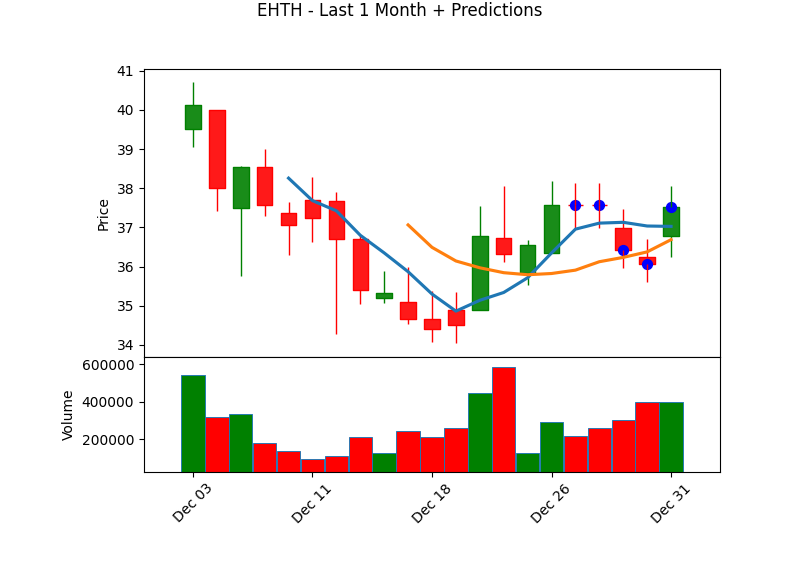 EHTH - Last 1 Month + Predictions
41
40
39
38
37
36
35
34
Price
600000
400000
200000
Volume
Dec 03
Dec 11
Dec 18
Dec 26
Dec 31